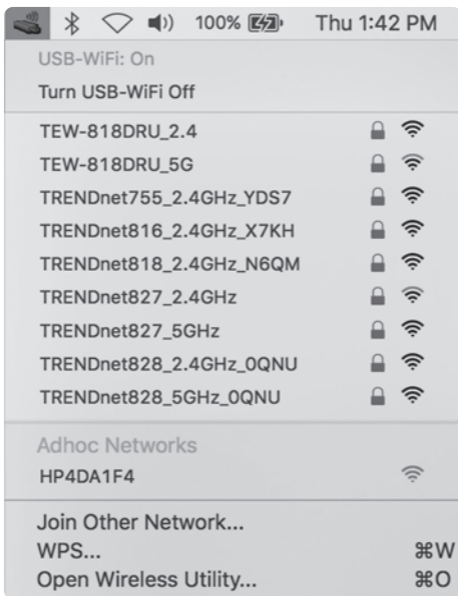 100% Thu 1:42 PM
USB-WiFi: On
Turn USB-WiFi Off
TEW-818DRU_2.4
TEW-818DRU_5G
TRENDnet755_2.4GHz_YDS7
TRENDnet816_2.4GHz_X7KH
TRENDnet818_2.4GHz_N6QM
TRENDnet827_2.4GHz
TRENDnet827_5GHz
TRENDnet828_2.4GHz_0QNU
TRENDnet828_5GHz_0QNU
Adhoc Networks
HP4DA1F4
Join Other Network...
WPS... ⌘W
Open Wireless Utility... ⌘O